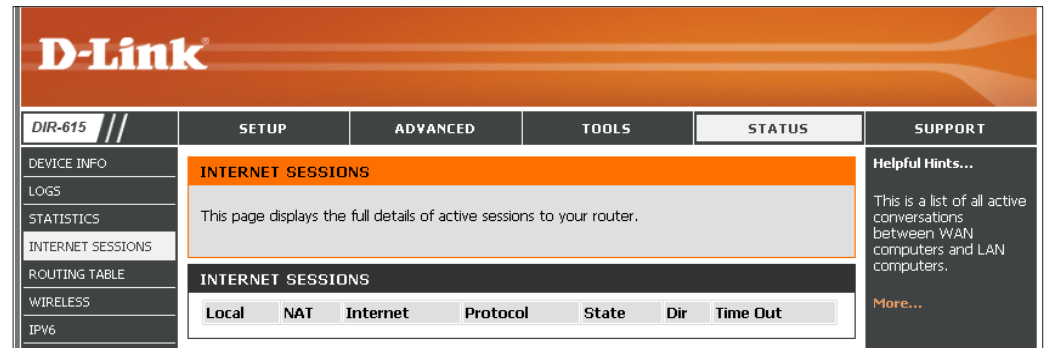 D-Link®
DIR-615
SETUP
ADVANCED
TOOLS
STATUS
SUPPORT
DEVICE INFO
LOGS
STATISTICS
INTERNET SESSIONS
ROUTING TABLE
WIRELESS
IPV6
INTERNET SESSIONS
This page displays the full details of active sessions to your router.
INTERNET SESSIONS
Local NAT Internet Protocol State Dir Time Out
Helpful Hints...
This is a list of all active
conversations
between WAN
computers and LAN
computers.
More...